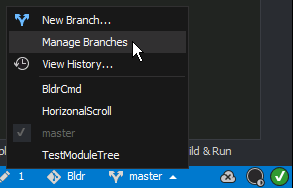 New Branch...
Manage Branches
View History...
BldrCmd
HorizonalScroll
master
TestModuleTree
ild & Run
1 Bldr master